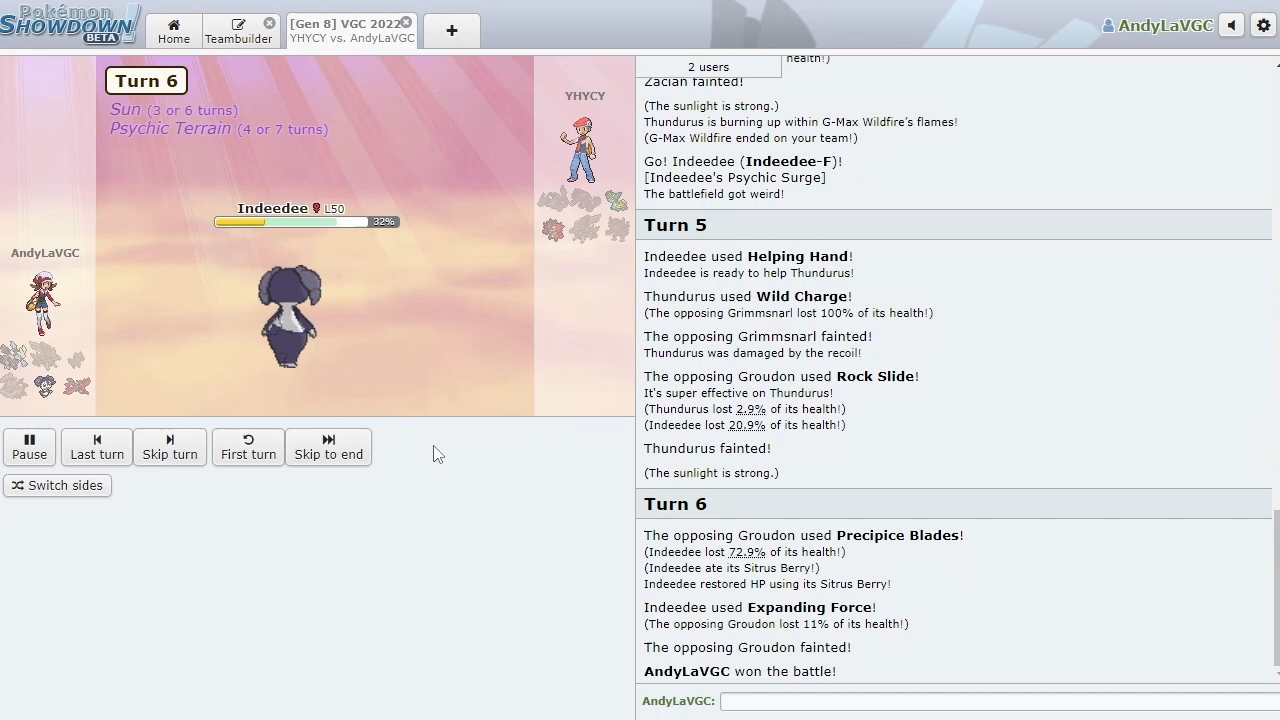 Pokémon
SHOWDOWN!
BETA
Home
Teambuilder
[Gen 8] VGC 2022
YHYCY vs. AndyLaVGC
+
AndyLaVGC
Turn 6
Sun (3 or 6 turns)
Psychic Terrain (4 or 7 turns)
YHYCY
Indeedee L50
32%
AndyLaVGC
Pause
Last turn
Skip turn
First turn
Skip to end
Switch sides
2 users
health!)
Zacian fainted!
(The sunlight is strong.)
Thundurus is burning up within G-Max Wildfire’s flames!
(G-Max Wildfire ended on your team!)
Go! Indeedee (Indeedee-F)!
[Indeedee's Psychic Surge]
The battlefield got weird!
Turn 5
Indeedee used Helping Hand!
Indeedee is ready to help Thundurus!
Thundurus used Wild Charge!
(The opposing Grimmsnarl lost 100% of its health!)
The opposing Grimmsnarl fainted!
Thundurus was damaged by the recoil!
The opposing Groudon used Rock Slide!
It's super effective on Thundurus!
(Thundurus lost 2.9% of its health!)
(Indeedee lost 20.9% of its health!)
Thundurus fainted!
(The sunlight is strong.)
Turn 6
The opposing Groudon used Precipice Blades!
(Indeedee lost 72.9% of its health!)
(Indeedee ate its Sitrus Berry!)
Indeedee restored HP using its Sitrus Berry!
Indeedee used Expanding Force!
(The opposing Groudon lost 11% of its health!)
The opposing Groudon fainted!
AndyLaVGC won the battle!
AndyLaVGC: